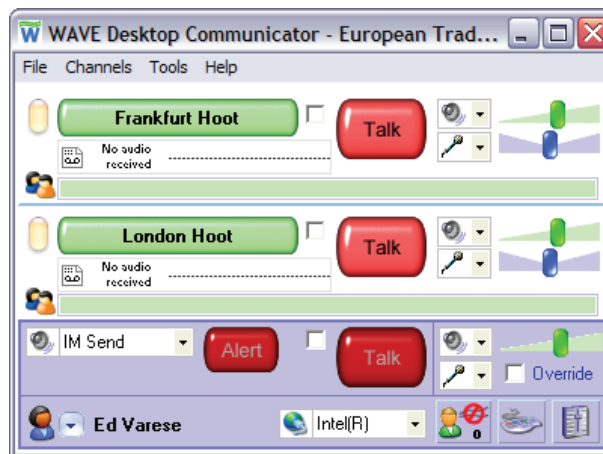 WAVE Desktop Communicator - European Trad...
File Channels Tools Help
Frankfurt Hoot
Talk
No audio
received
London Hoot
Talk
No audio
received
IM Send
Alert
Talk
Override
Ed Varese
Intel(R)
0